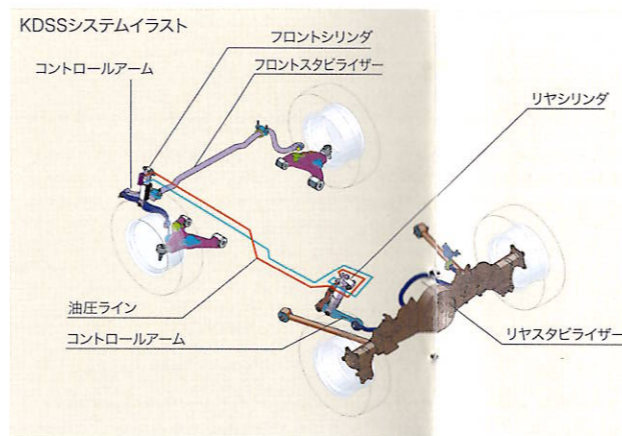 KDSSシステムイラスト
フロントシリンダ
フロントスタビライザー
コントロールアーム
リヤシリンダ
油圧ライン
コントロールアーム
リヤスタビライザー